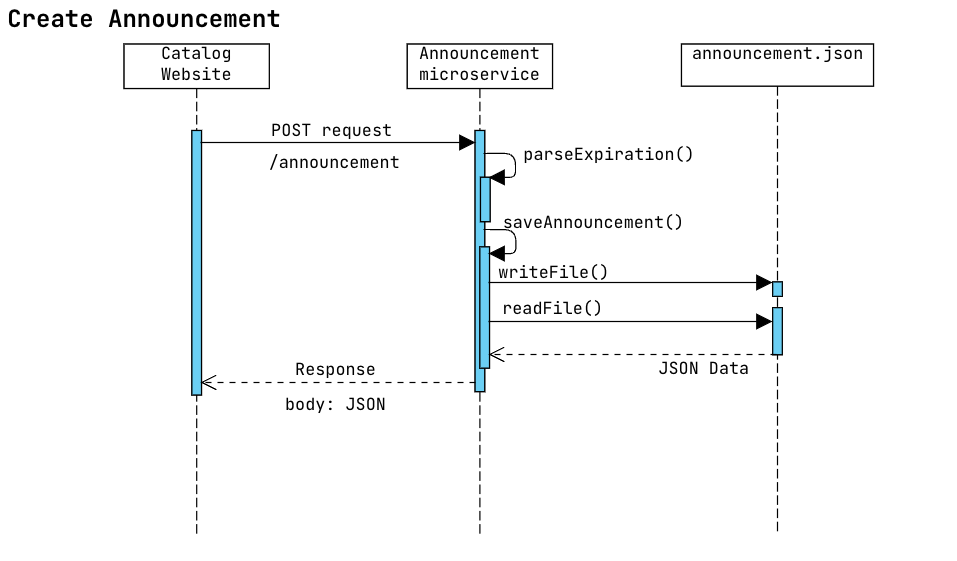 Create Announcement
Catalog
Website
Announcement
microservice
announcement.json
POST request
/announcement
parseExpiration()
saveAnnouncement()
writeFile()
readFile()
JSON Data
Response
body: JSON